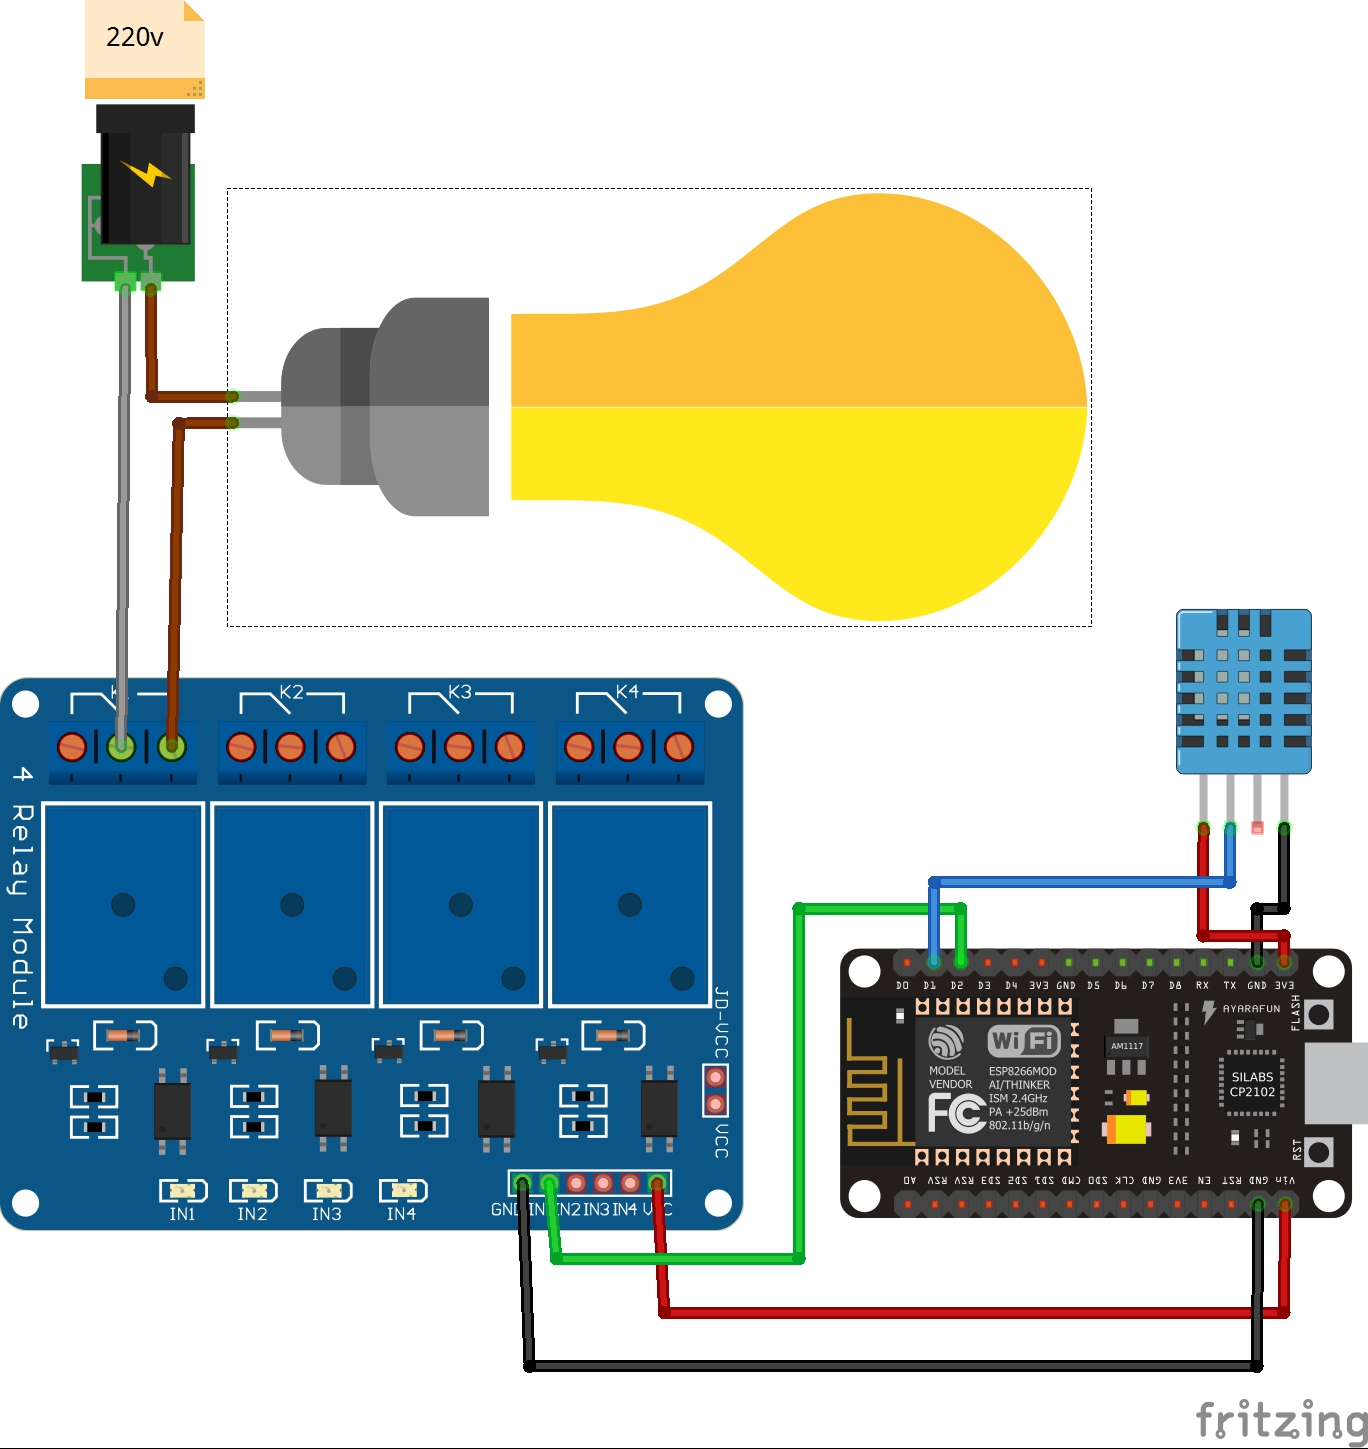 220v
K2
K3
K4
4 Relay Module
JD-VCC
VCC
IN1
IN2
IN3
IN4
GND
IN2
IN3
IN4
D0
D1
D2
D3
D4
3V3
GND
D5
D6
D7
D8
RX
TX
GND
3V3
AYARAFUN
FLASH
WiFi
MODEL
VENDOR
ESP8266MOD
AI/THINKER
ISM 2.4GHz
PA +25dBm
802.11b/g/n
FCC
AM1117
SILABS
CP2102
RST
A0
RSV
RSV
SD3
SD2
SD1
CMD
SD0
CLK
GND
3V3
EN
RST
GND
Vin
fritzing